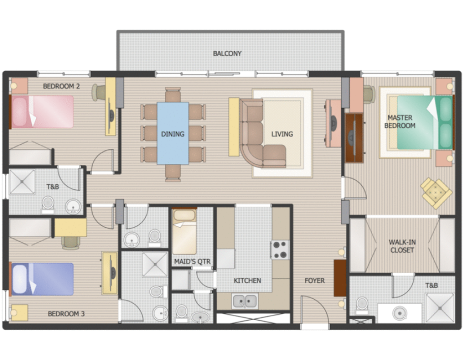 BALCONY
BEDROOM 2
MASTER
BEDROOM
DINING
LIVING
T&B
WALK-IN
CLOSET
MAID'S QTR
KITCHEN
FOYER
T&B
BEDROOM 3